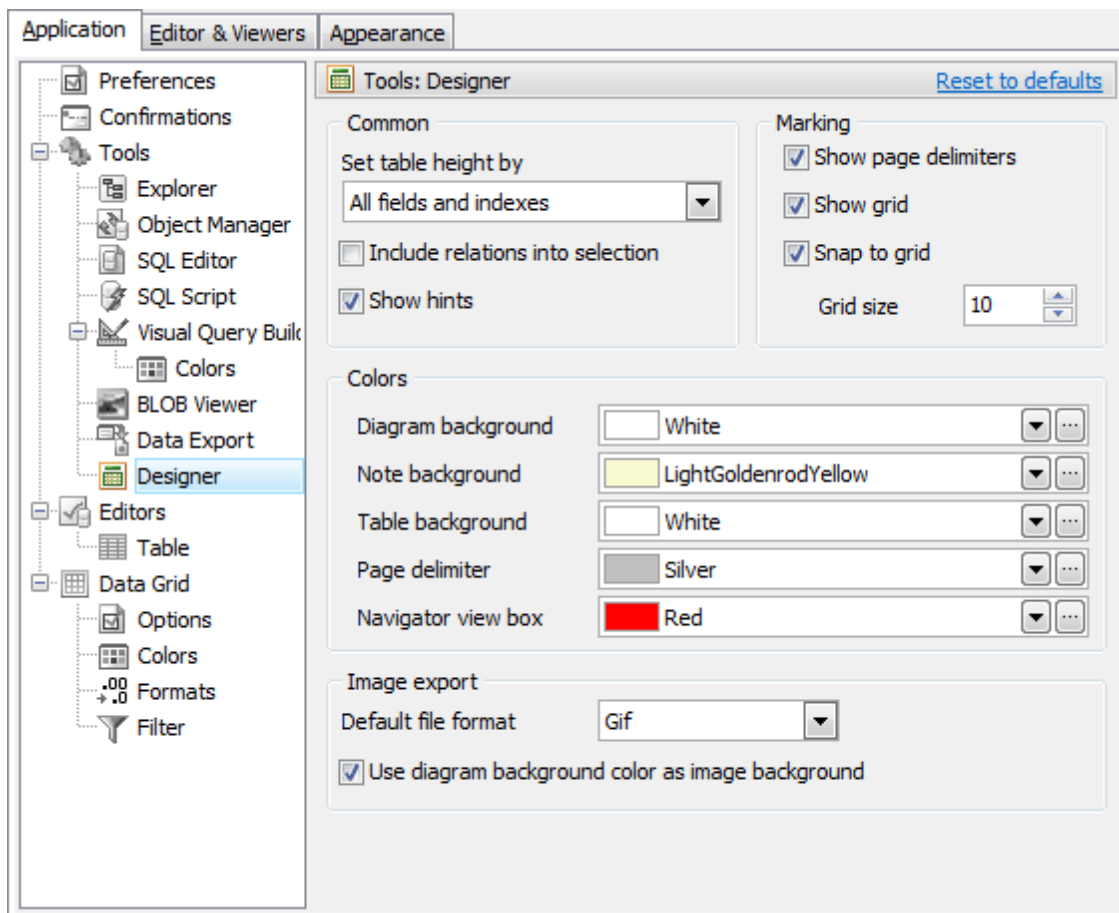 Application
Editor & Viewers
Appearance
Preferences
Confirmations
Tools
Explorer
Object Manager
SQL Editor
SQL Script
Visual Query Builc
Colors
BLOB Viewer
Data Export
Designer
Editors
Table
Data Grid
Options
Colors
Formats
Filter
Tools: Designer
Reset to defaults
Common
Set table height by
All fields and indexes
Include relations into selection
Show hints
Marking
Show page delimiters
Show grid
Snap to grid
Grid size 10
Colors
Diagram background White
Note background LightGoldenrodYellow
Table background White
Page delimiter Silver
Navigator view box Red
Image export
Default file format Gif
Use diagram background color as image background